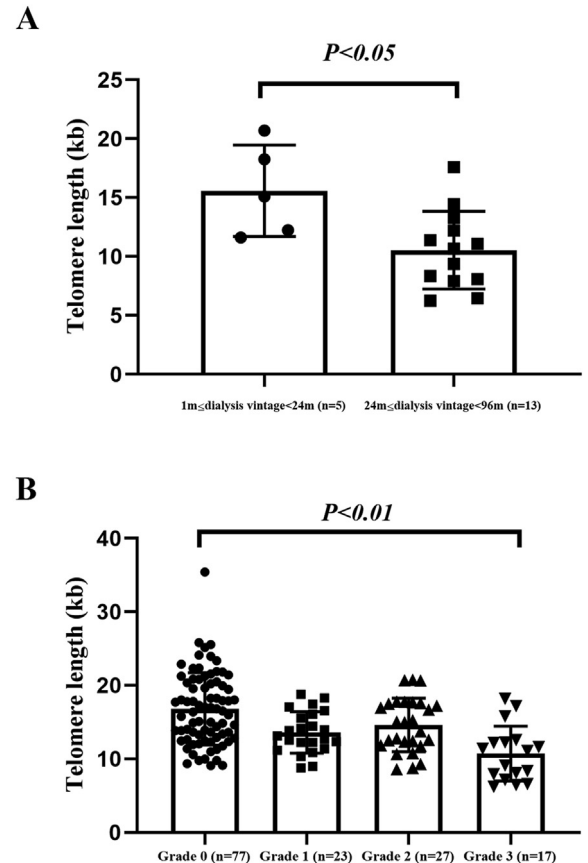 A
P<0.05
25
20
15
10
5
0
Telomere length (kb)
1m≤dialysis vintage<24m (n=5) 24m≤dialysis vintage<96m (n=13)
B
P<0.01
40
30
20
10
0
Telomere length (kb)
Grade 0 (n=77) Grade 1 (n=23) Grade 2 (n=27) Grade 3 (n=17)